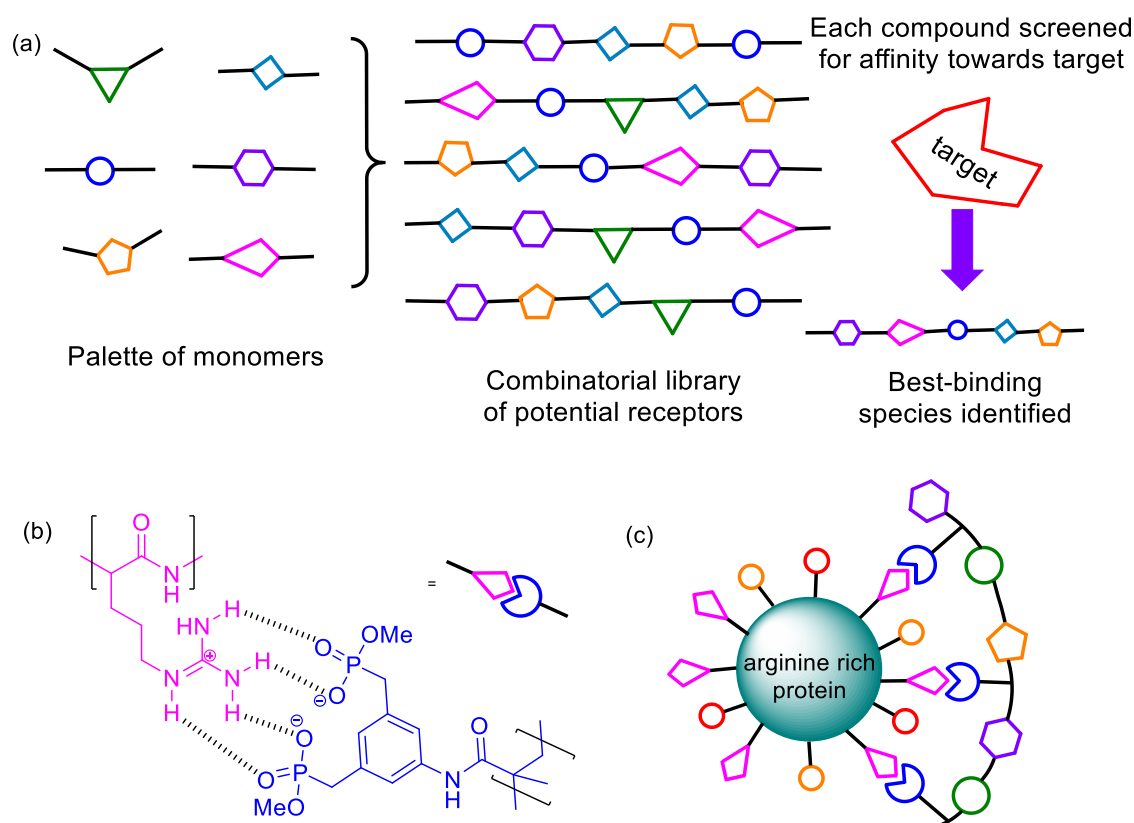 (a)
Each compound screened
for affinity towards target
target
Palette of monomers
Combinatorial library
of potential receptors
Best-binding
species identified
(b)
O
N
H
H
N
H
N
H
N
H
H
⊕
O
P
OMe
O
⊖
⊖
O
P
O
MeO
N
H
O
=
(c)
arginine rich
protein